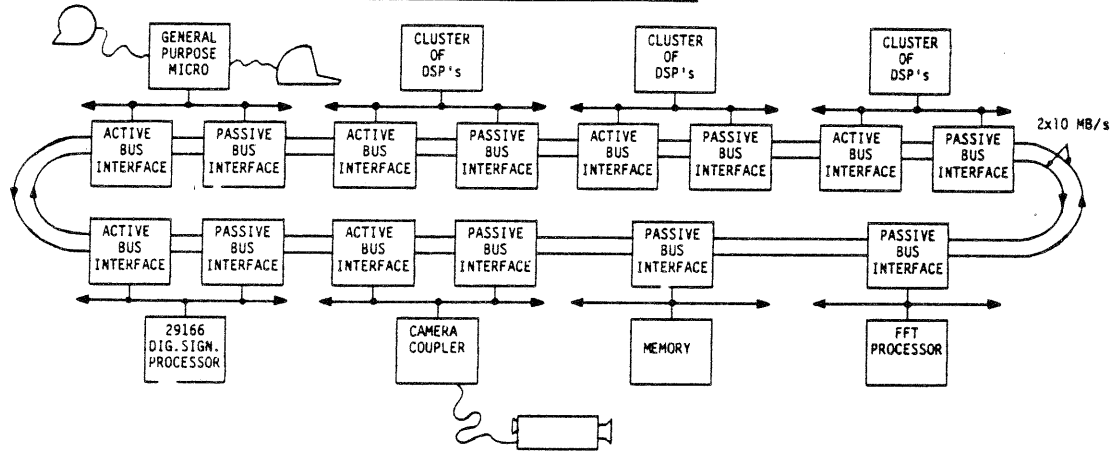 GENERAL
PURPOSE
MICRO
CLUSTER
OF
DSP's
CLUSTER
OF
DSP's
CLUSTER
OF
DSP's
ACTIVE
BUS
INTERFACE
PASSIVE
BUS
INTERFACE
ACTIVE
BUS
INTERFACE
PASSIVE
BUS
INTERFACE
ACTIVE
BUS
INTERFACE
PASSIVE
BUS
INTERFACE
ACTIVE
BUS
INTERFACE
PASSIVE
BUS
INTERFACE
2x10 MB/s
ACTIVE
BUS
INTERFACE
PASSIVE
BUS
INTERFACE
ACTIVE
BUS
INTERFACE
PASSIVE
BUS
INTERFACE
PASSIVE
BUS
INTERFACE
PASSIVE
BUS
INTERFACE
29166
DIG.SIGN.
PROCESSOR
CAMERA
COUPLER
MEMORY
FFT
PROCESSOR